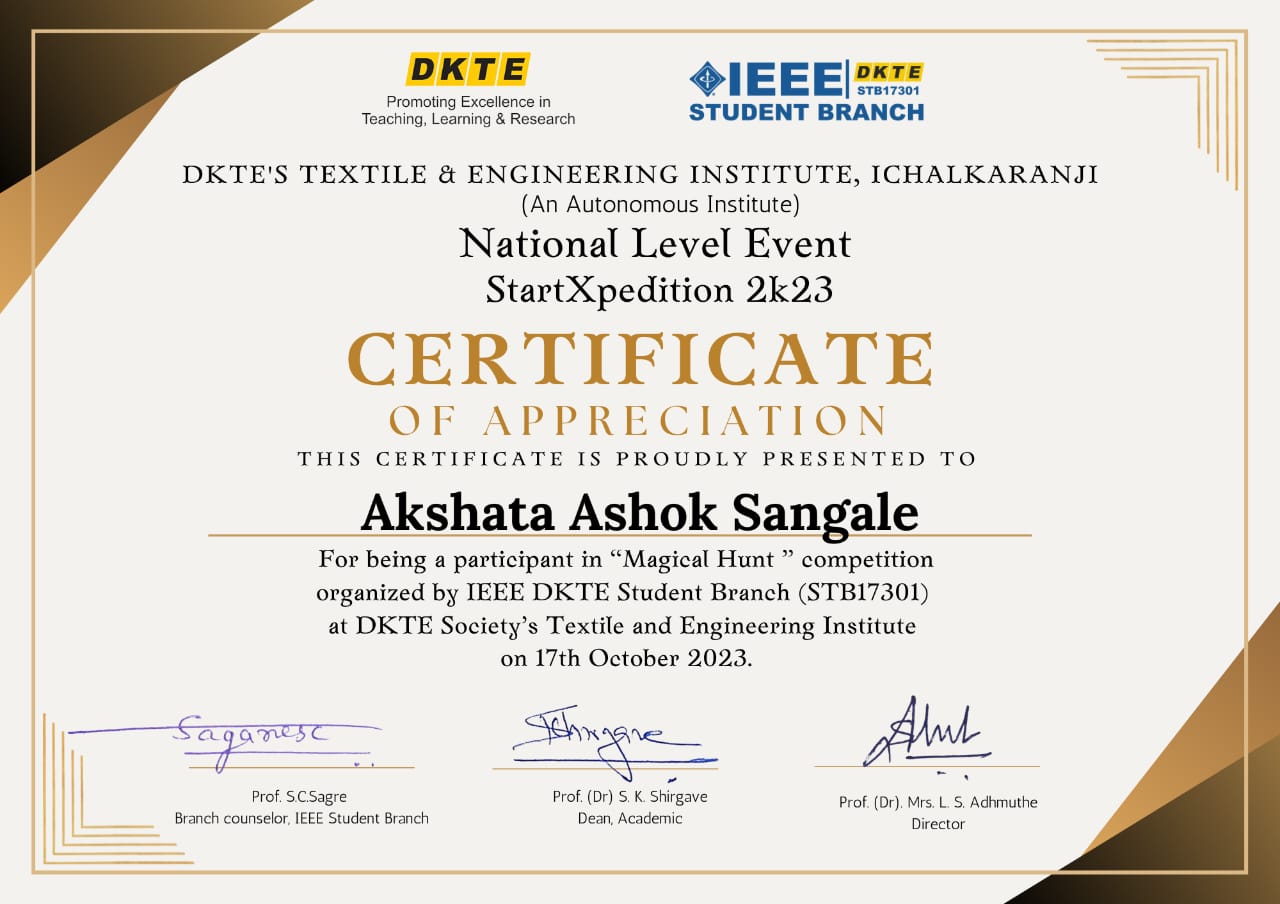 DKTE
Promoting Excellence in
Teaching, Learning & Research
IEEE DKTE
STB17301
STUDENT BRANCH
DKTE'S TEXTILE & ENGINEERING INSTITUTE, ICHALKARANJI
(An Autonomous Institute)
National Level Event
StartXpedition 2k23
CERTIFICATE
OF APPRECIATION
THIS CERTIFICATE IS PROUDLY PRESENTED TO
Akshata Ashok Sangale
For being a participant in “Magical Hunt ” competition
organized by IEEE DKTE Student Branch (STB17301)
at DKTE Society’s Textile and Engineering Institute
on 17th October 2023.
Prof. S.C.Sagre
Branch counselor, IEEE Student Branch
Prof. (Dr) S. K. Shirgave
Dean, Academic
Prof. (Dr). Mrs. L. S. Adhmuthe
Director